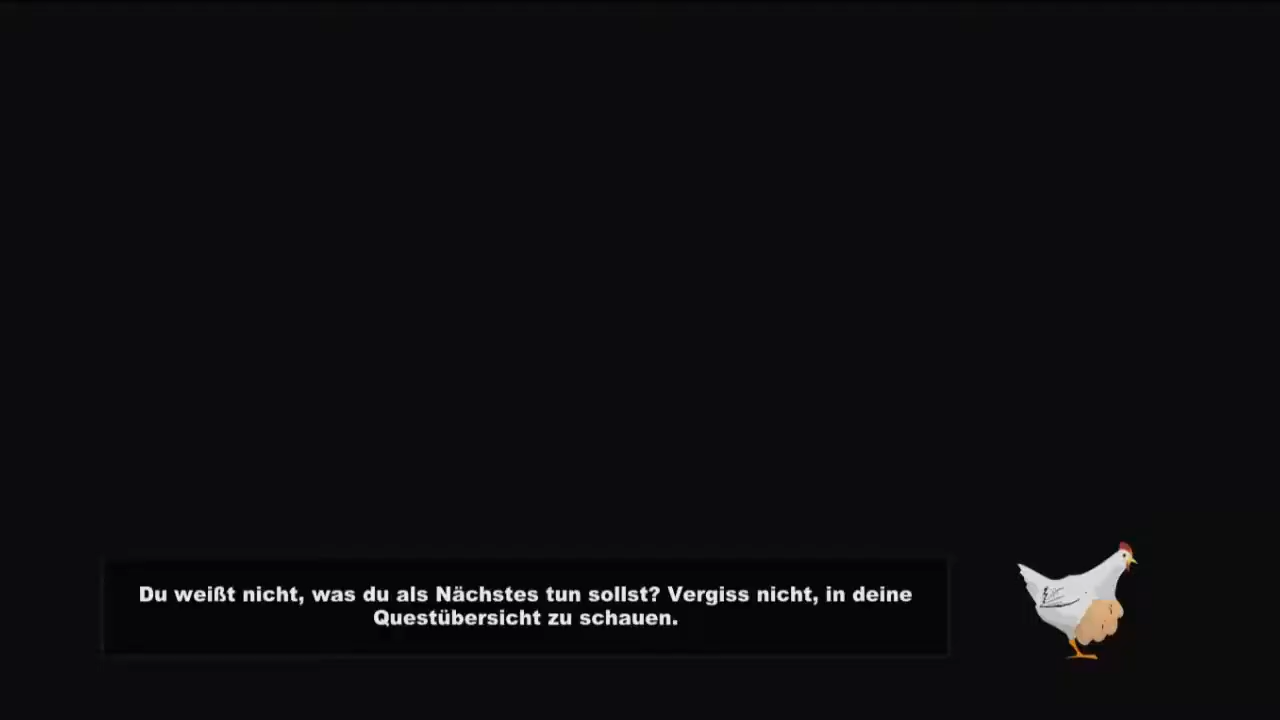 Du weißt nicht, was du als Nächstes tun sollst? Vergiss nicht, in deine
Questübersicht zu schauen.